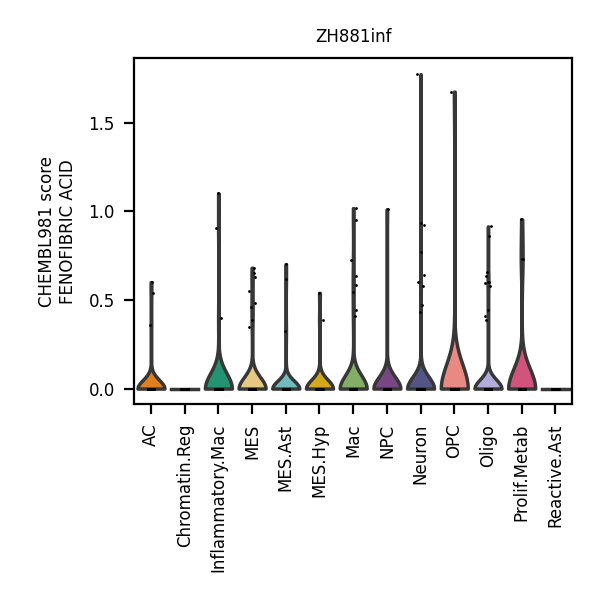 ZH881inf
CHEMBL981 score
FENOFIBRIC ACID
1.5
1.0
0.5
0.0
AC
Chromatin.Reg
Inflammatory.Mac
MES
MES.Ast
MES.Hyp
Mac
NPC
Neuron
OPC
Oligo
Prolif.Metab
Reactive.Ast